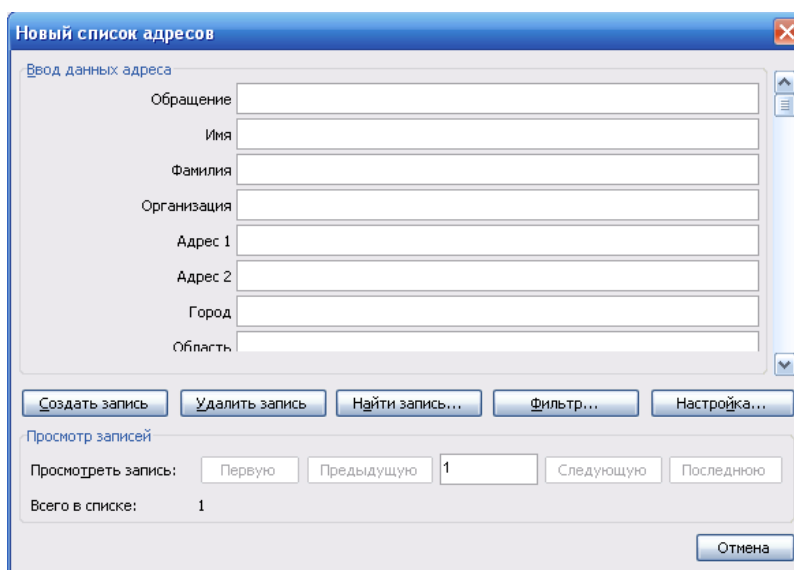 Новый список адресов
Ввод данных адреса
Обращение
Имя
Фамилия
Организация
Адрес 1
Адрес 2
Город
Область
Создать запись Удалить запись Найти запись... Фильтр... Настройка...
Просмотр записей
Просмотреть запись: Первую Предыдущую 1 Следующую Последнюю
Всего в списке: 1
Отмена